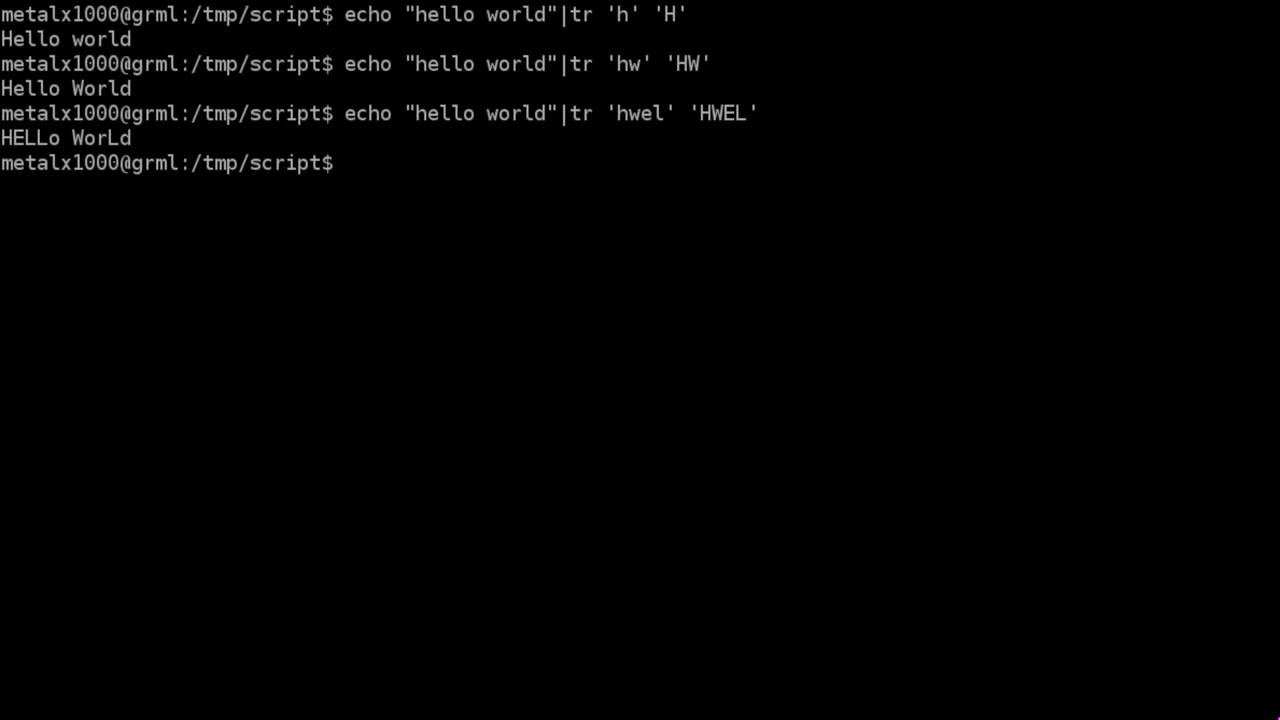 metalx1000@grml:/tmp/script$ echo "hello world"|tr 'h' 'H'
Hello world
metalx1000@grml:/tmp/script$ echo "hello world"|tr 'hw' 'HW'
Hello World
metalx1000@grml:/tmp/script$ echo "hello world"|tr 'hwel' 'HWEL'
HELLo WorLd
metalx1000@grml:/tmp/script$